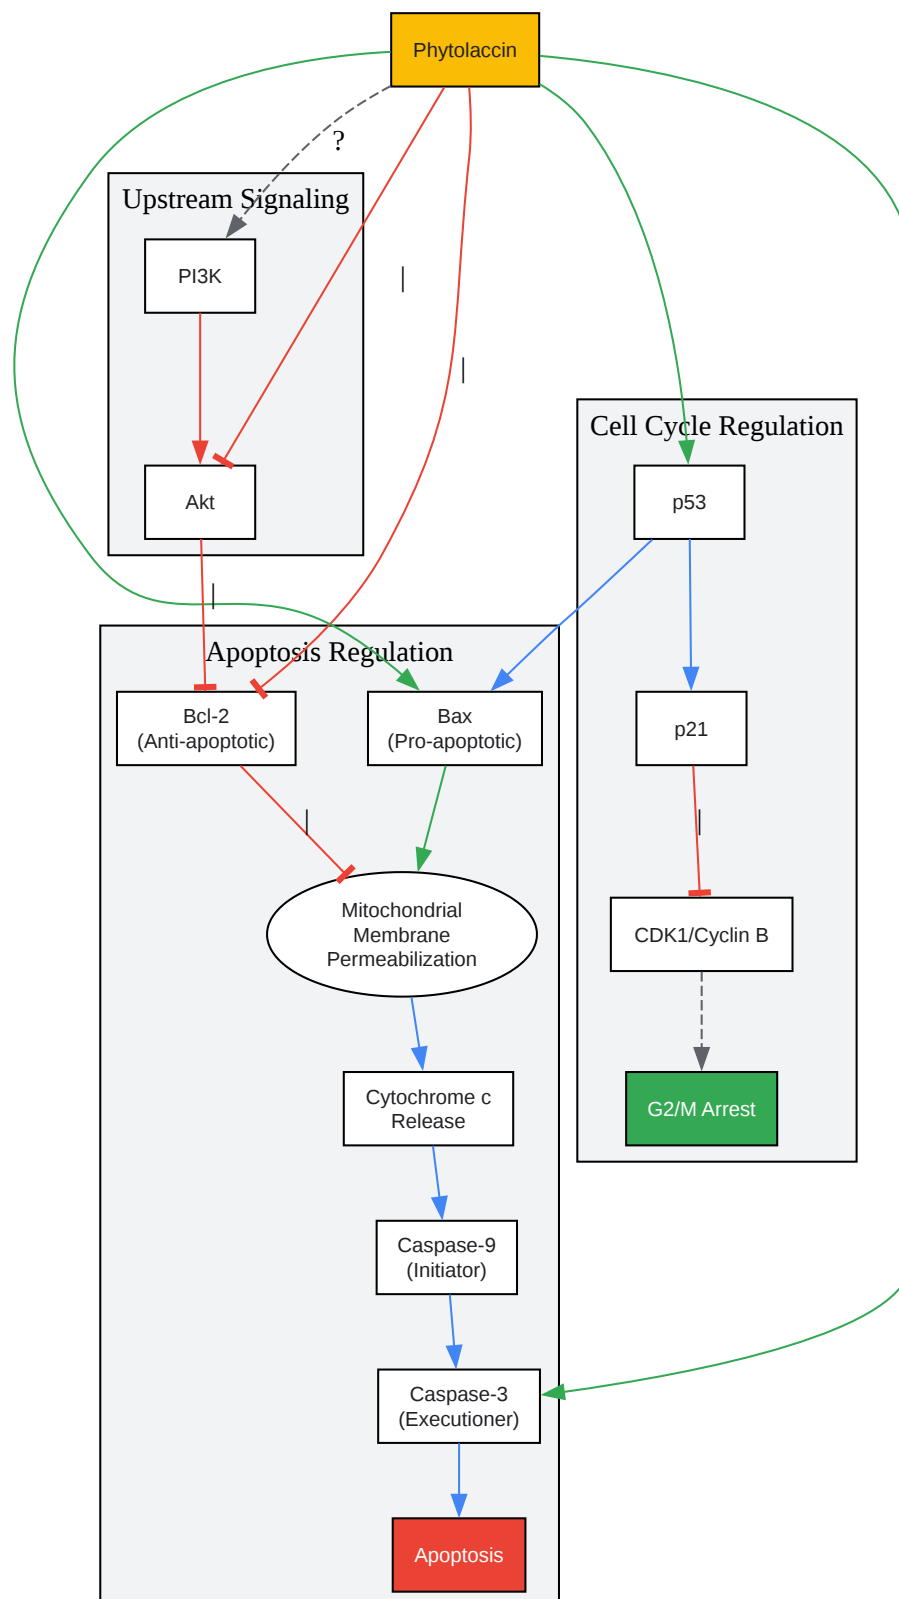 Phytolaccin
?
Upstream Signaling
PI3K
|
|
Cell Cycle Regulation
Akt
p53
|
Apoptosis Regulation
Bcl-2
(Anti-apoptotic)
Bax
(Pro-apoptotic)
p21
|
|
Mitochondrial
Membrane
Permeabilization
CDK1/Cyclin B
Cytochrome c
Release
G2/M Arrest
Caspase-9
(Initiator)
Caspase-3
(Executioner)
Apoptosis